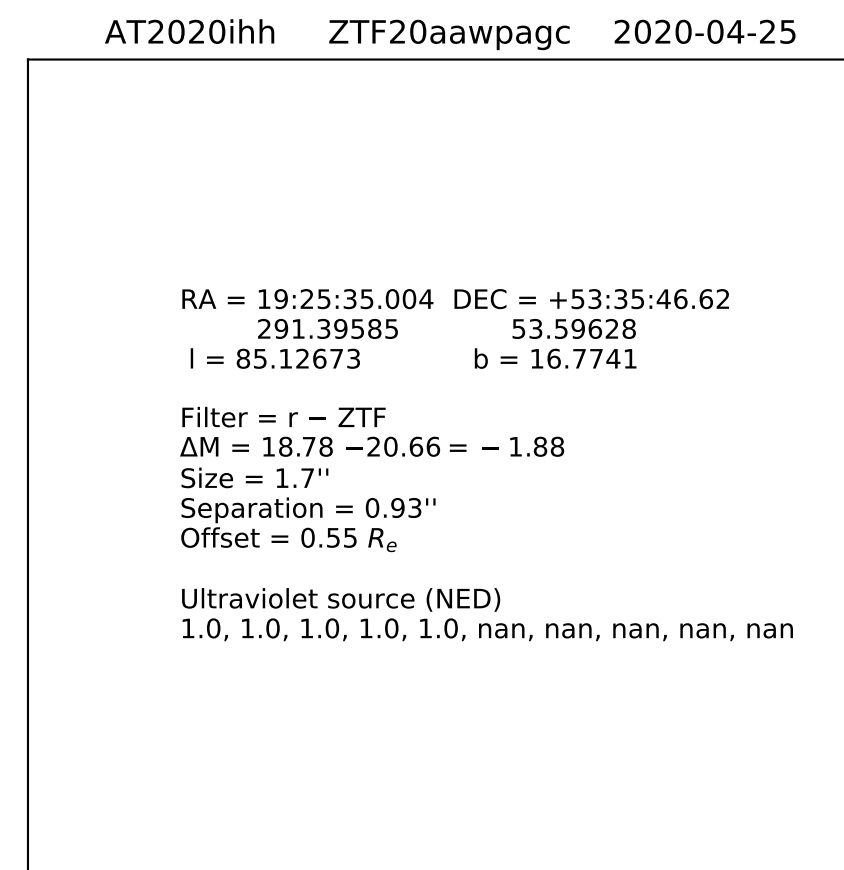 AT2020ihh ZTF20aawpagc 2020-04-25
RA = 19:25:35.004 DEC = +53:35:46.62
291.39585 53.59628
l = 85.12673 b = 16.7741
Filter = r − ZTF
ΔM = 18.78 −20.66 = − 1.88
Size = 1.7''
Separation = 0.93''
Offset = 0.55 Rₑ
Ultraviolet source (NED)
1.0, 1.0, 1.0, 1.0, 1.0, nan, nan, nan, nan, nan